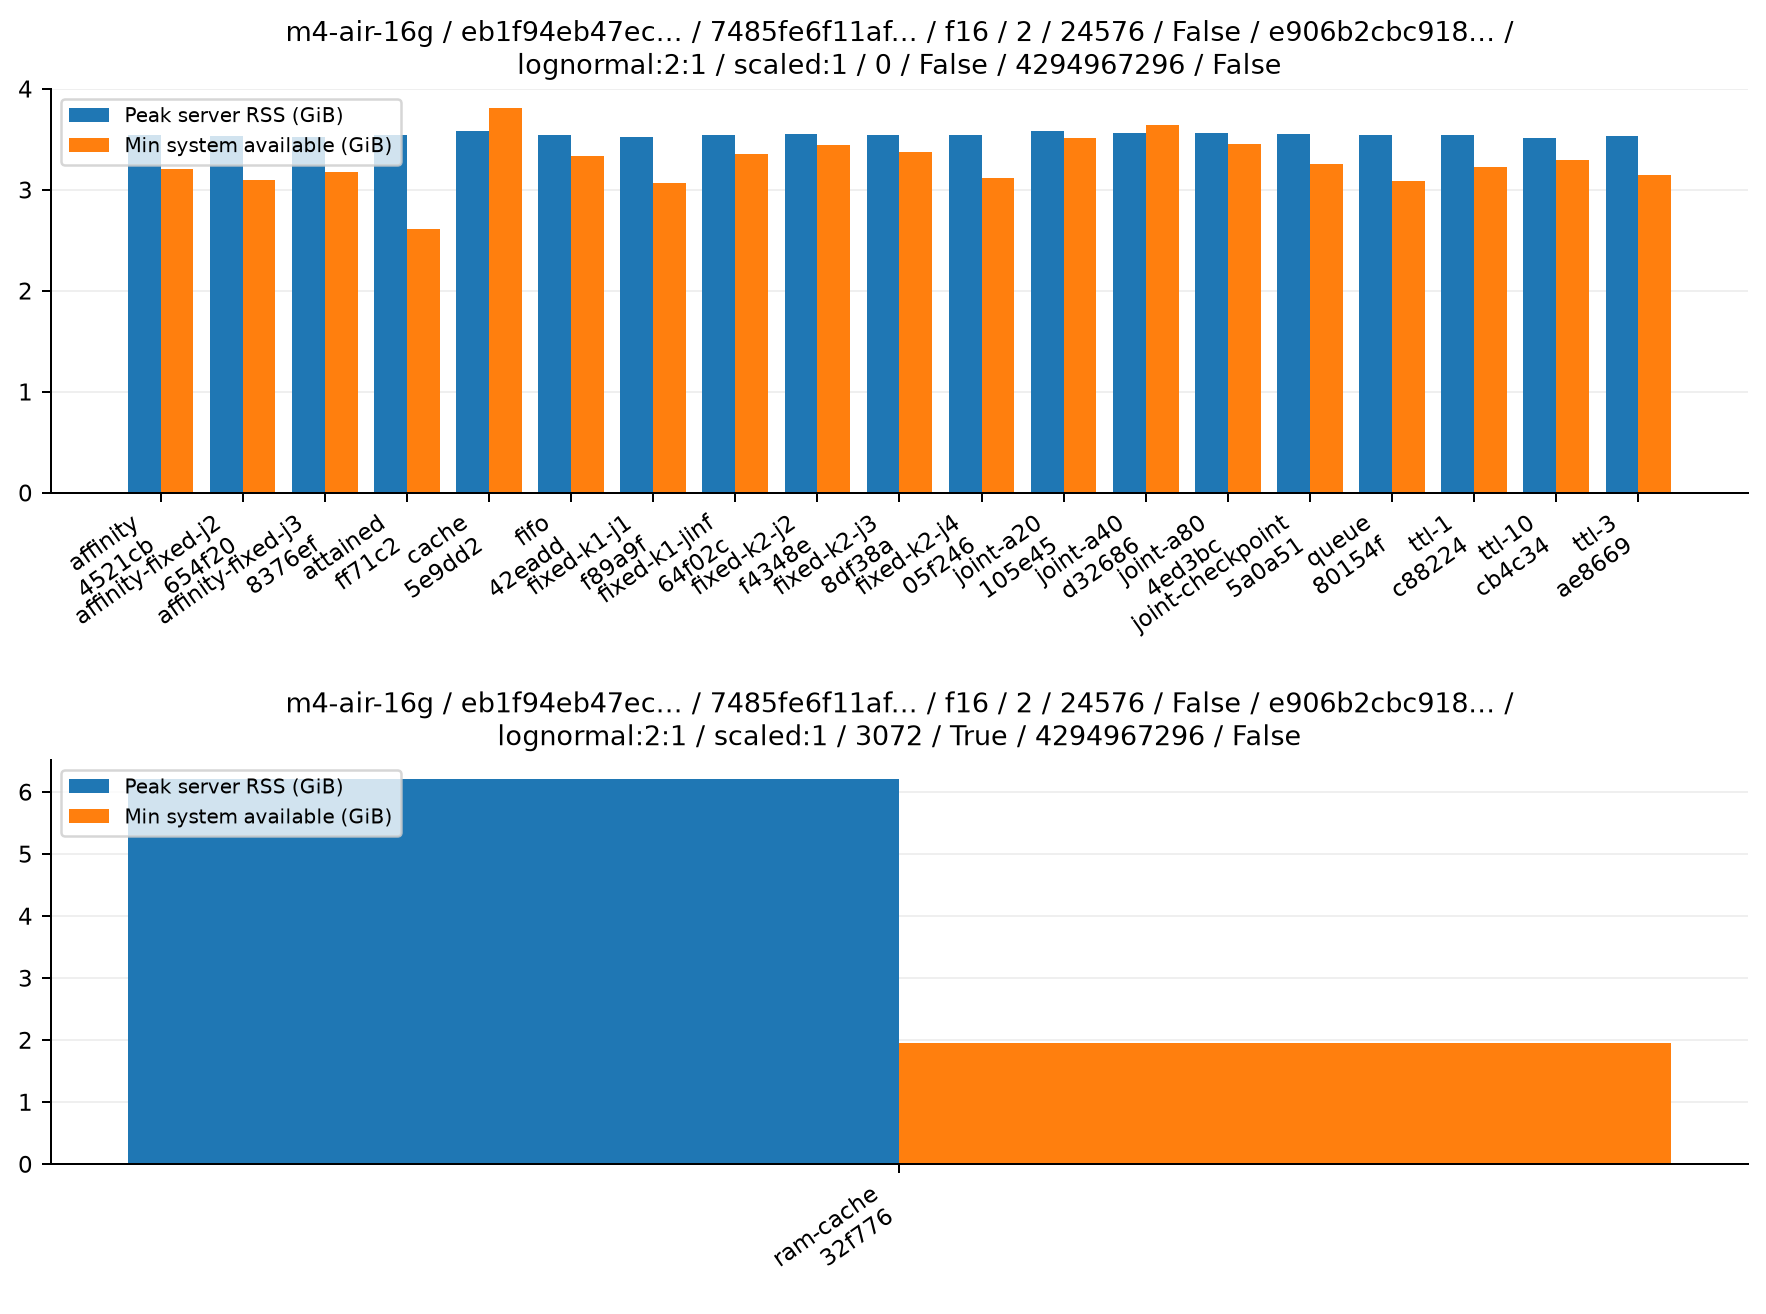 m4-air-16g / eb1f94eb47ec... / 7485fe6f11af... / f16 / 2 / 24576 / False / e906b2cbc918... /
lognormal:2:1 / scaled:1 / 0 / False / 4294967296 / False
4
3
2
1
0
Peak server RSS (GiB)
Min system available (GiB)
affinity
4521cb
affinity-fixed-j2
654f20
affinity-fixed-j3
8376ef
attained
ff71c2
cache
5e9dd2
fifo
42eadd
fixed-k1-j1
f89a9f
fixed-k1-jinf
64f02c
fixed-k2-j2
f4348e
fixed-k2-j3
8df38a
fixed-k2-j4
05f246
joint-a20
105e45
joint-a40
d32686
joint-a80
4ed3bc
joint-checkpoint
5a0a51
queue
80154f
ttl-1
c88224
ttl-10
cb4c34
ttl-3
ae8669
m4-air-16g / eb1f94eb47ec... / 7485fe6f11af... / f16 / 2 / 24576 / False / e906b2cbc918... /
lognormal:2:1 / scaled:1 / 3072 / True / 4294967296 / False
6
5
4
3
2
1
0
Peak server RSS (GiB)
Min system available (GiB)
ram-cache
32f776